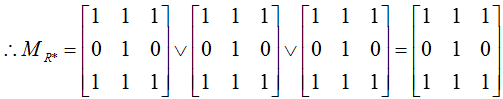 ∴ M_{R*} = [1 1 1; 0 1 0; 1 1 1] ∨ [1 1 1; 0 1 0; 1 1 1] ∨ [1 1 1; 0 1 0; 1 1 1] = [1 1 1; 0 1 0; 1 1 1]